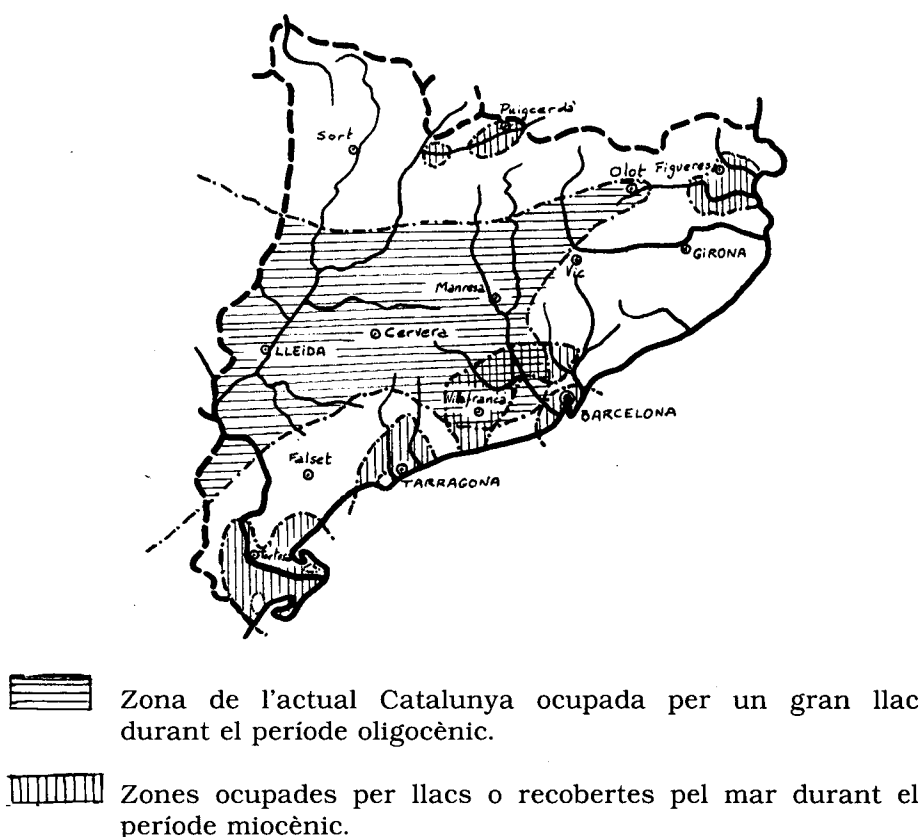 Puigcerdà
Sort
Olot
Figueres
GIRONA
Vic
Manresa
Cervera
LLEIDA
Vilafranca
BARCELONA
Falset
TARRAGONA
Tortosa
Zona de l'actual Catalunya ocupada per un gran llac
durant el període oligocènic.
Zones ocupades per llacs o recobertes pel mar durant el
període miocènic.